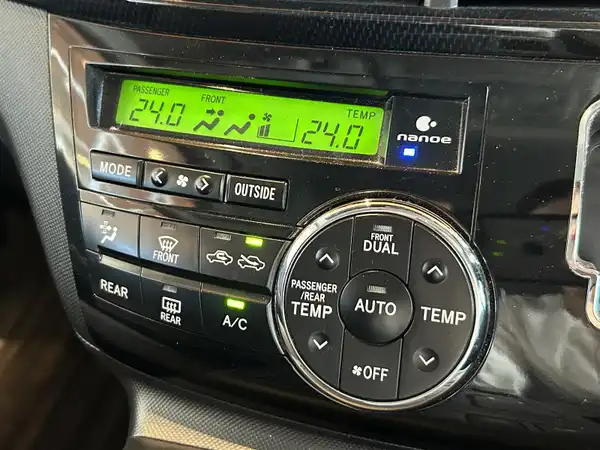 PASSENGER
FRONT
TEMP
24.0
24.0
nanoe
MODE
OUTSIDE
FRONT
REAR
REAR
A/C
FRONT
DUAL
PASSENGER
/REAR
TEMP
AUTO
TEMP
OFF